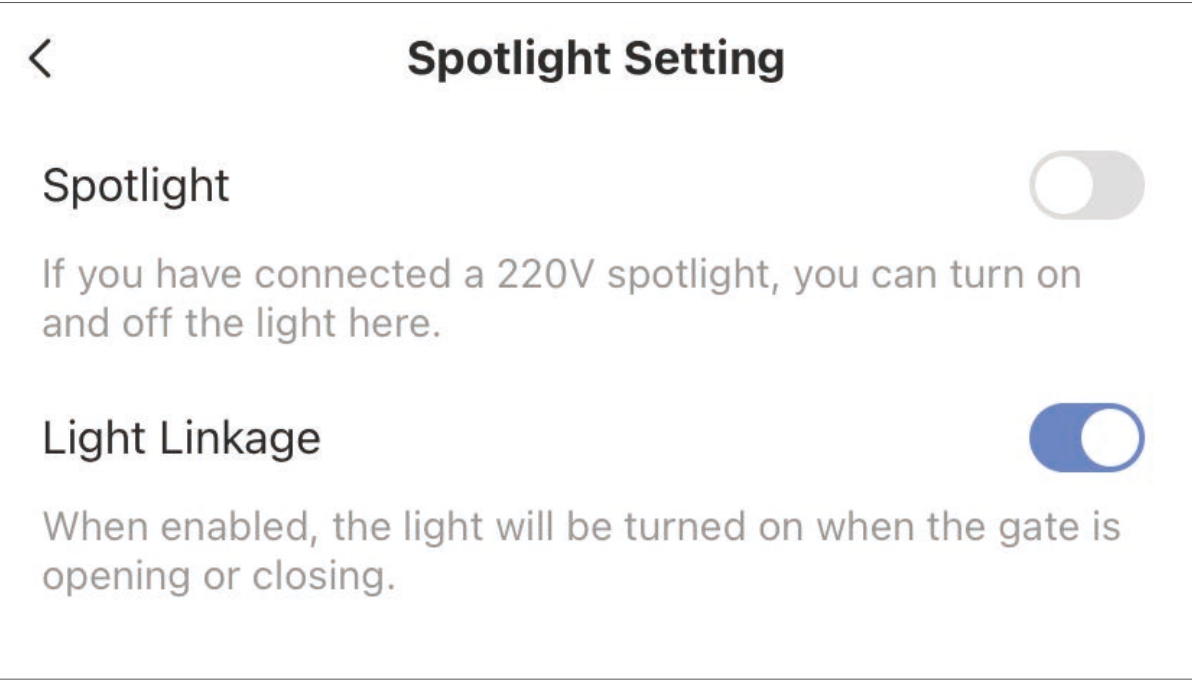 Spotlight Setting
Spotlight
If you have connected a 220V spotlight, you can turn on
and off the light here.
Light Linkage
When enabled, the light will be turned on when the gate is
opening or closing.